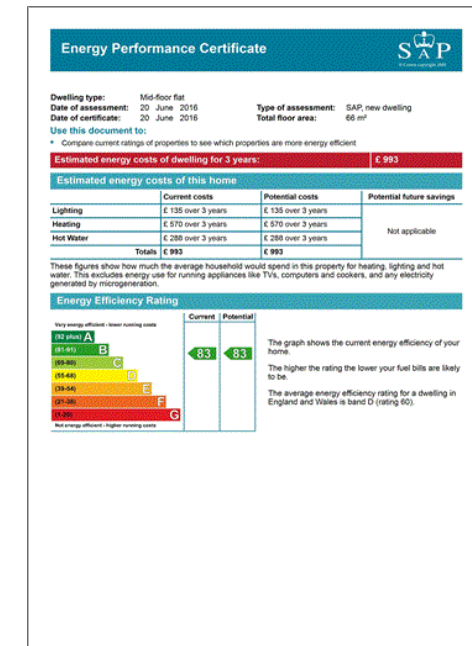 Energy Performance Certificate
SAP
© Crown copyright 2009
Dwelling type: Mid-floor flat
Date of assessment: 20 June 2016 Type of assessment: SAP, new dwelling
Date of certificate: 20 June 2016 Total floor area: 66 m²
Use this document to:
• Compare current ratings of properties to see which properties are more energy efficient
Estimated energy costs of dwelling for 3 years: £ 993
Estimated energy costs of this home
Current costs Potential costs Potential future savings
Lighting £ 135 over 3 years £ 135 over 3 years
Heating £ 570 over 3 years £ 570 over 3 years Not applicable
Hot Water £ 288 over 3 years £ 288 over 3 years
Totals £ 993 £ 993
These figures show how much the average household would spend in this property for heating, lighting and hot
water. This excludes energy use for running appliances like TVs, computers and cookers, and any electricity
generated by microgeneration.
Energy Efficiency Rating
Current Potential
Very energy efficient - lower running costs
(92 plus) A
(81-91) B 83 83
(69-80) C
(55-68) D
(39-54) E
(21-38) F
(1-20) G
Not energy efficient - higher running costs
The graph shows the current energy efficiency of your
home.
The higher the rating the lower your fuel bills are likely
to be.
The average energy efficiency rating for a dwelling in
England and Wales is band D (rating 60).